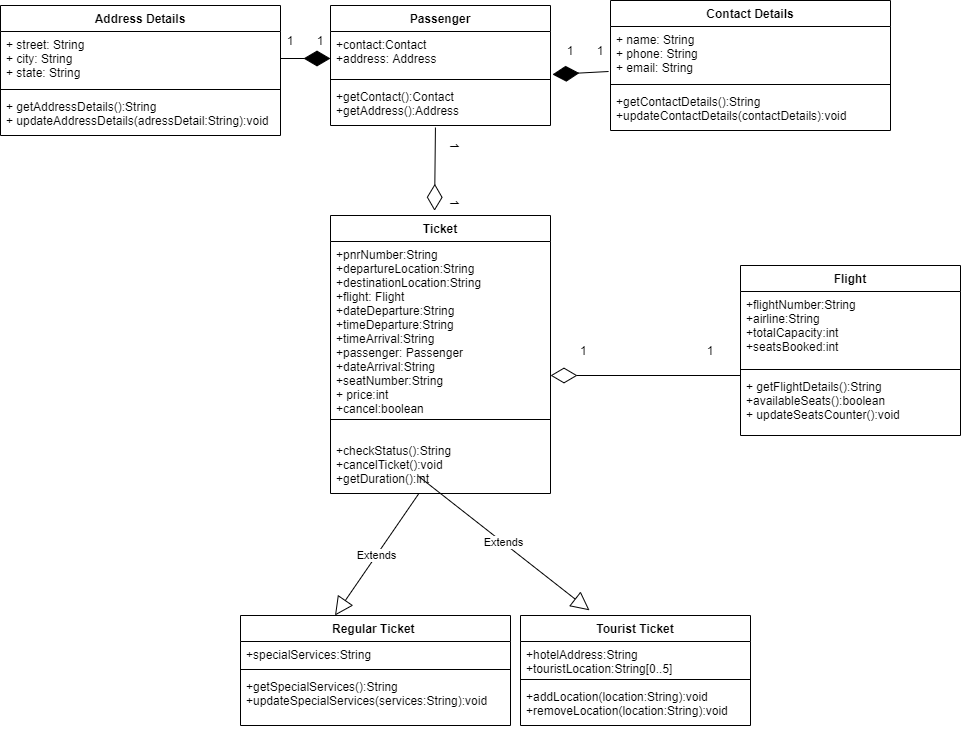 Address Details
+ street: String
+ city: String
+ state: String
+ getAddressDetails():String
+ updateAddressDetails(adressDetail:String):void
1
1
Passenger
+contact:Contact
+address: Address
+getContact():Contact
+getAddress():Address
1
1
Contact Details
+ name: String
+ phone: String
+ email: String
+getContactDetails():String
+updateContactDetails(contactDetails):void
1
1
Ticket
+pnrNumber:String
+departureLocation:String
+destinationLocation:String
+flight: Flight
+dateDeparture:String
+timeDeparture:String
+timeArrival:String
+passenger: Passenger
+dateArrival:String
+seatNumber:String
+ price:int
+cancel:boolean
+checkStatus():String
+cancelTicket():void
+getDuration():int
1
1
Flight
+flightNumber:String
+airline:String
+totalCapacity:int
+seatsBooked:int
+ getFlightDetails():String
+availableSeats():boolean
+ updateSeatsCounter():void
Extends
Extends
Regular Ticket
+specialServices:String
+getSpecialServices():String
+updateSpecialServices(services:String):void
Tourist Ticket
+hotelAddress:String
+touristLocation:String[0..5]
+addLocation(location:String):void
+removeLocation(location:String):void